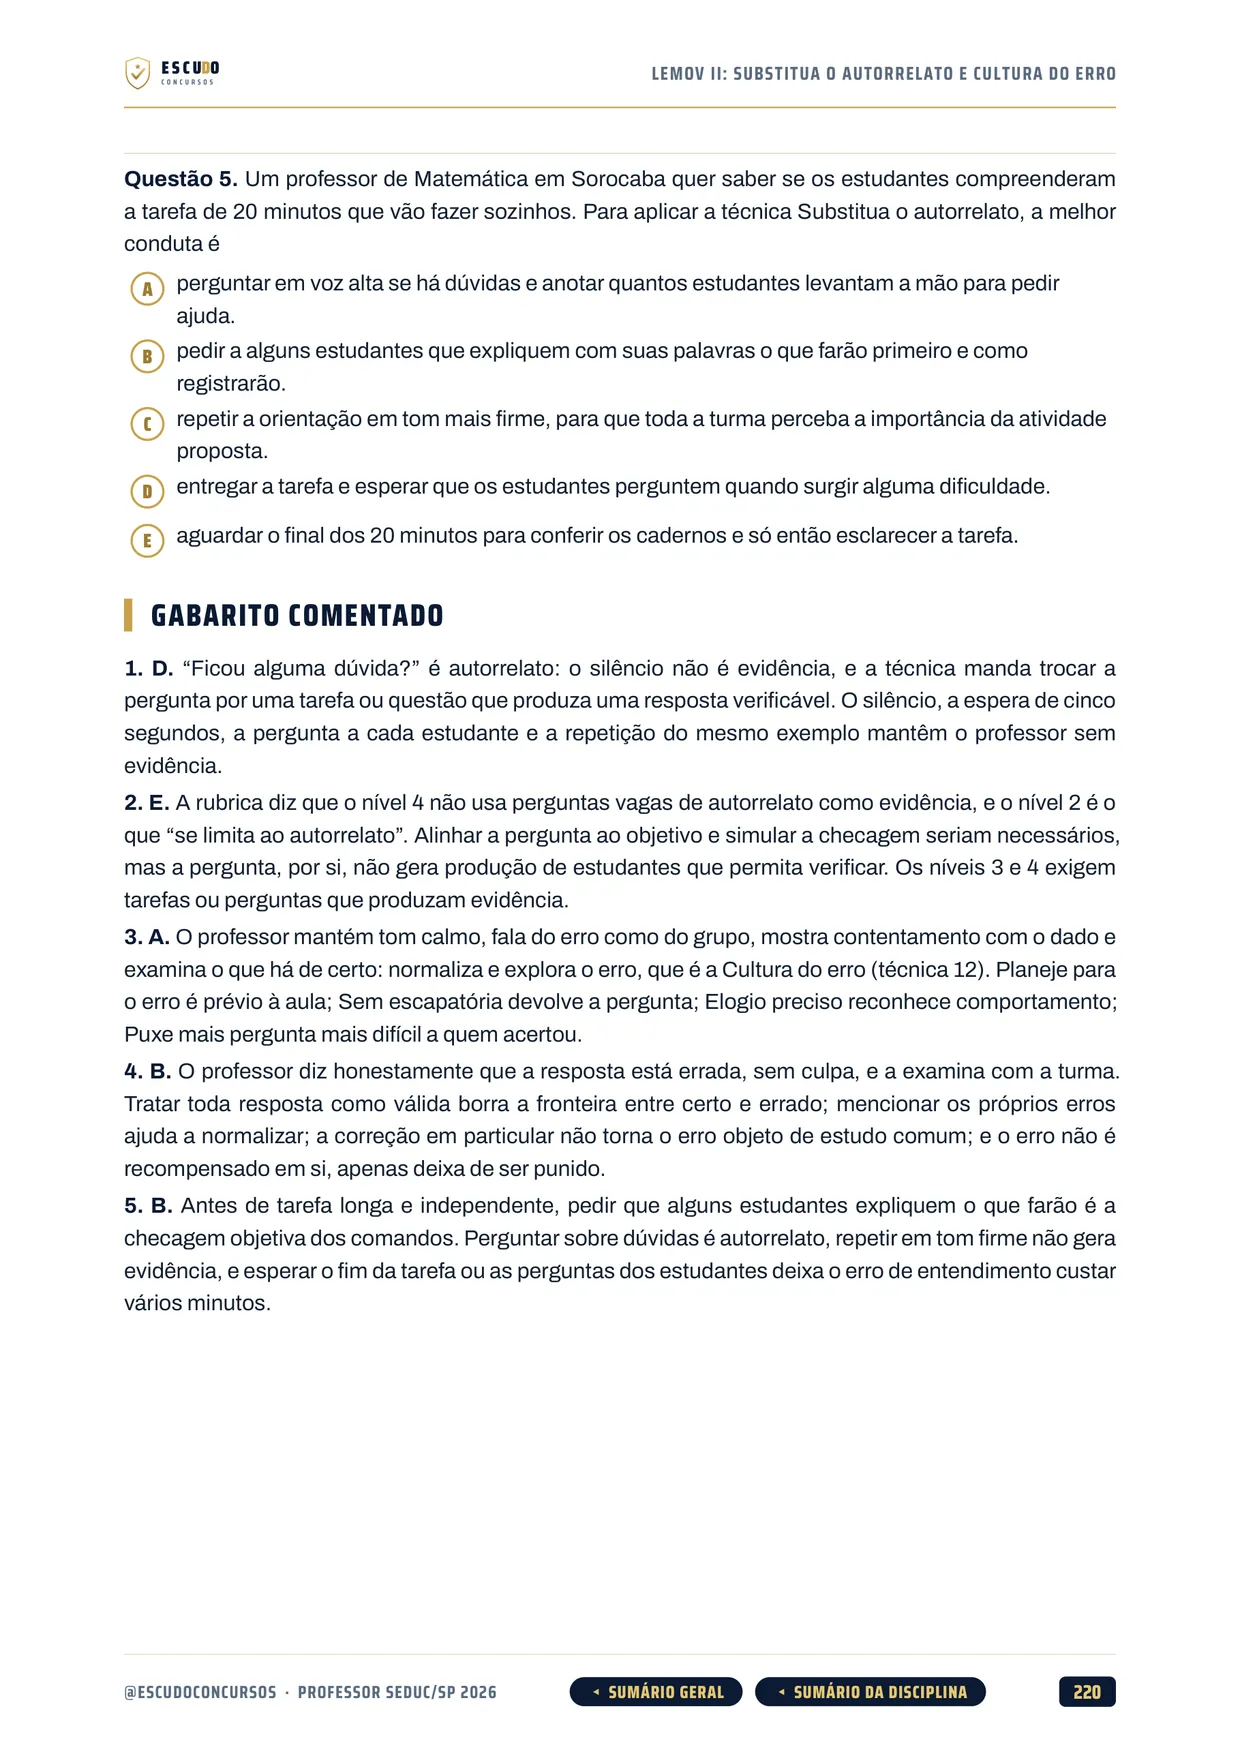 ESCUDO
CONCURSOS
LEMOV II: SUBSTITUA O AUTORRELATO E CULTURA DO ERRO
Questão 5. Um professor de Matemática em Sorocaba quer saber se os estudantes compreenderam
a tarefa de 20 minutos que vão fazer sozinhos. Para aplicar a técnica Substitua o autorrelato, a melhor
conduta é
A perguntar em voz alta se há dúvidas e anotar quantos estudantes levantam a mão para pedir
ajuda.
B pedir a alguns estudantes que expliquem com suas palavras o que farão primeiro e como
registrarão.
C repetir a orientação em tom mais firme, para que toda a turma perceba a importância da atividade
proposta.
D entregar a tarefa e esperar que os estudantes perguntem quando surgir alguma dificuldade.
E aguardar o final dos 20 minutos para conferir os cadernos e só então esclarecer a tarefa.
GABARITO COMENTADO
1. D. “Ficou alguma dúvida?” é autorrelato: o silêncio não é evidência, e a técnica manda trocar a
pergunta por uma tarefa ou questão que produza uma resposta verificável. O silêncio, a espera de cinco
segundos, a pergunta a cada estudante e a repetição do mesmo exemplo mantêm o professor sem
evidência.
2. E. A rubrica diz que o nível 4 não usa perguntas vagas de autorrelato como evidência, e o nível 2 é o
que “se limita ao autorrelato”. Alinhar a pergunta ao objetivo e simular a checagem seriam necessários,
mas a pergunta, por si, não gera produção de estudantes que permita verificar. Os níveis 3 e 4 exigem
tarefas ou perguntas que produzam evidência.
3. A. O professor mantém tom calmo, fala do erro como do grupo, mostra contentamento com o dado e
examina o que há de certo: normaliza e explora o erro, que é a Cultura do erro (técnica 12). Planeje para
o erro é prévio à aula; Sem escapatória devolve a pergunta; Elogio preciso reconhece comportamento;
Puxe mais pergunta mais difícil a quem acertou.
4. B. O professor diz honestamente que a resposta está errada, sem culpa, e a examina com a turma.
Tratar toda resposta como válida borra a fronteira entre certo e errado; mencionar os próprios erros
ajuda a normalizar; a correção em particular não torna o erro objeto de estudo comum; e o erro não é
recompensado em si, apenas deixa de ser punido.
5. B. Antes de tarefa longa e independente, pedir que alguns estudantes expliquem o que farão é a
checagem objetiva dos comandos. Perguntar sobre dúvidas é autorrelato, repetir em tom firme não gera
evidência, e esperar o fim da tarefa ou as perguntas dos estudantes deixa o erro de entendimento custar
vários minutos.
@ESCUDOCONCURSOS · PROFESSOR SEDUC/SP 2026
SUMÁRIO GERAL
SUMÁRIO DA DISCIPLINA
220